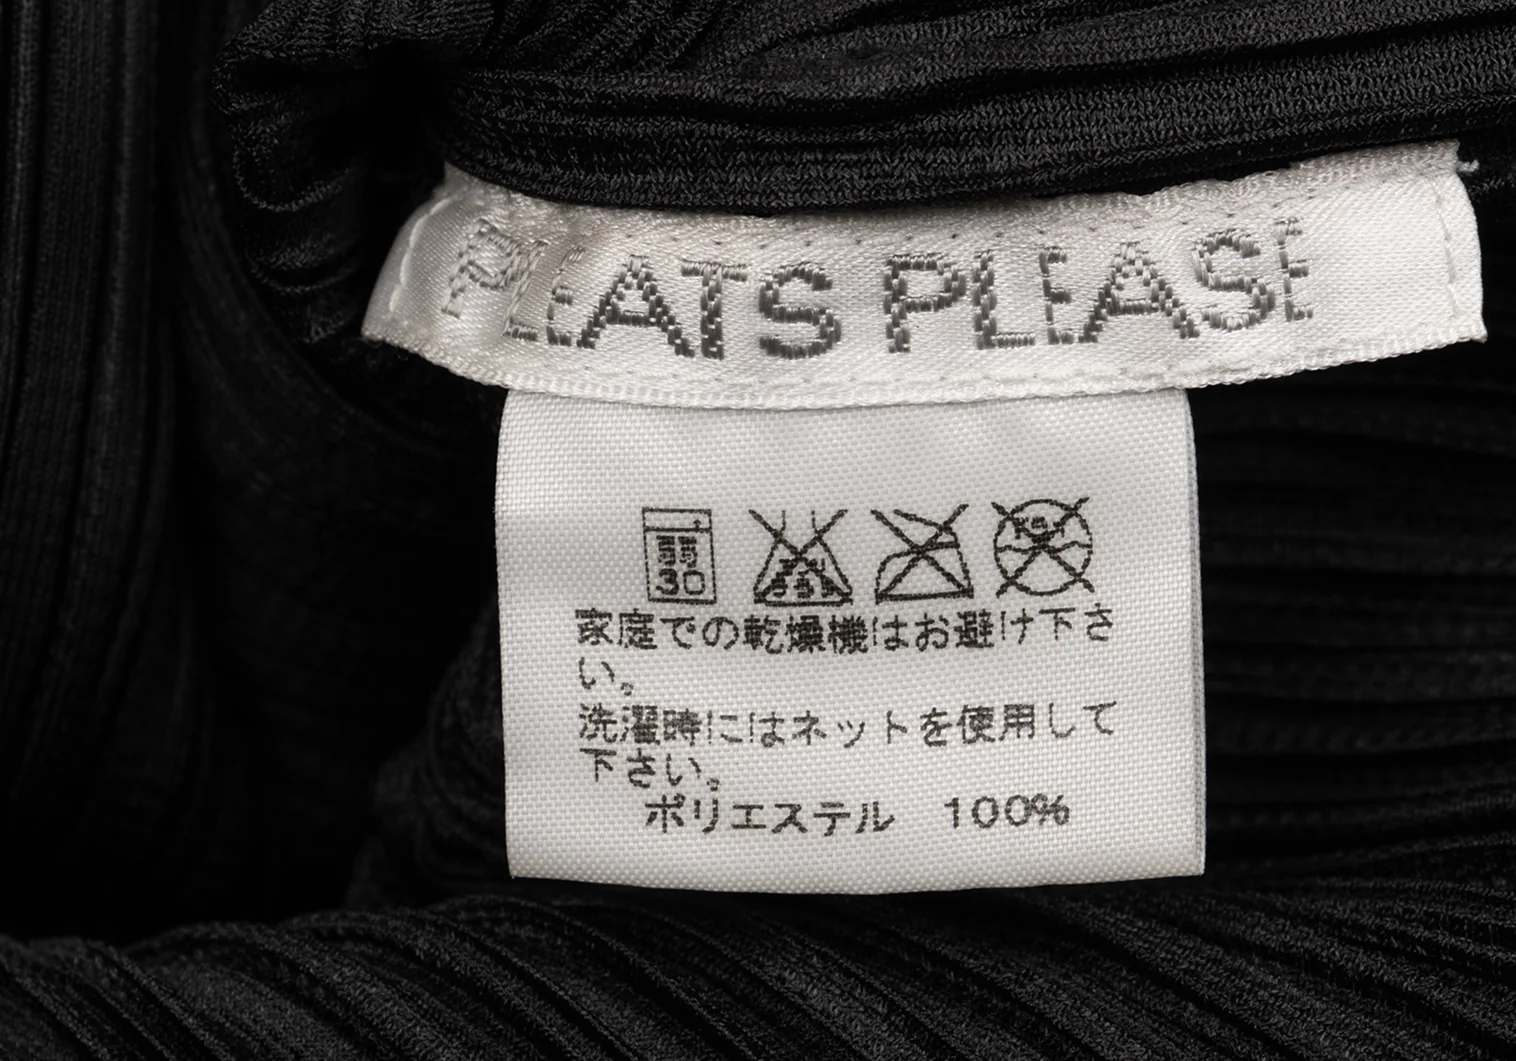 PLEATS PLEASE
30
家庭での乾燥機はお避け下さ
い。
洗濯時にはネットを使用して
下さい。
ポリエステル 100%